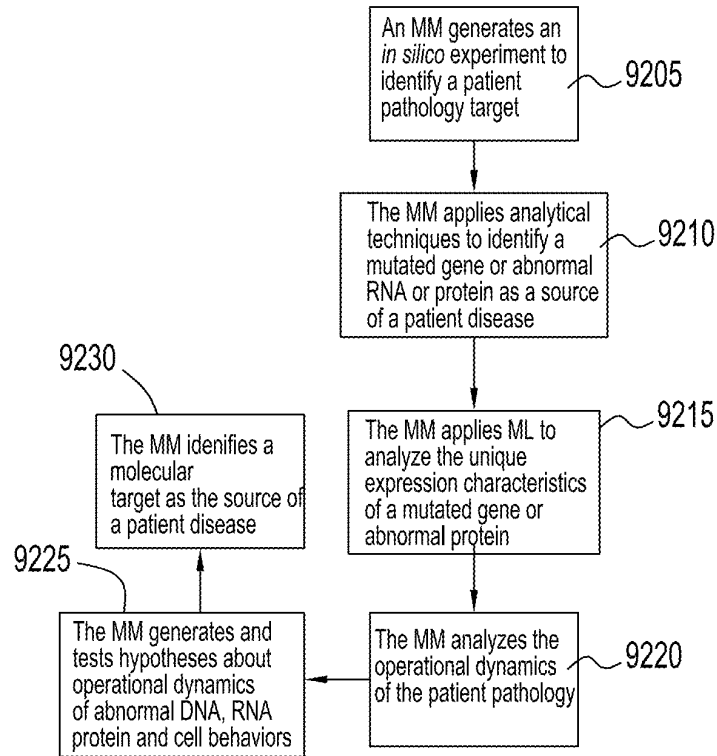 An MM generates an
in silico experiment to
identify a patient
pathology target
9205
The MM applies analytical
techniques to identify a
mutated gene or abnormal
RNA or protein as a source
of a patient disease
9210
The MM applies ML to
analyze the unique
expression characteristics
of a mutated gene or
abnormal protein
9215
The MM analyzes the
operational dynamics
of the patient pathology
9220
The MM generates and
tests hypotheses about
operational dynamics
of abnormal DNA, RNA
protein and cell behaviors
9225
The MM idenifies a
molecular
target as the source of
a patient disease
9230